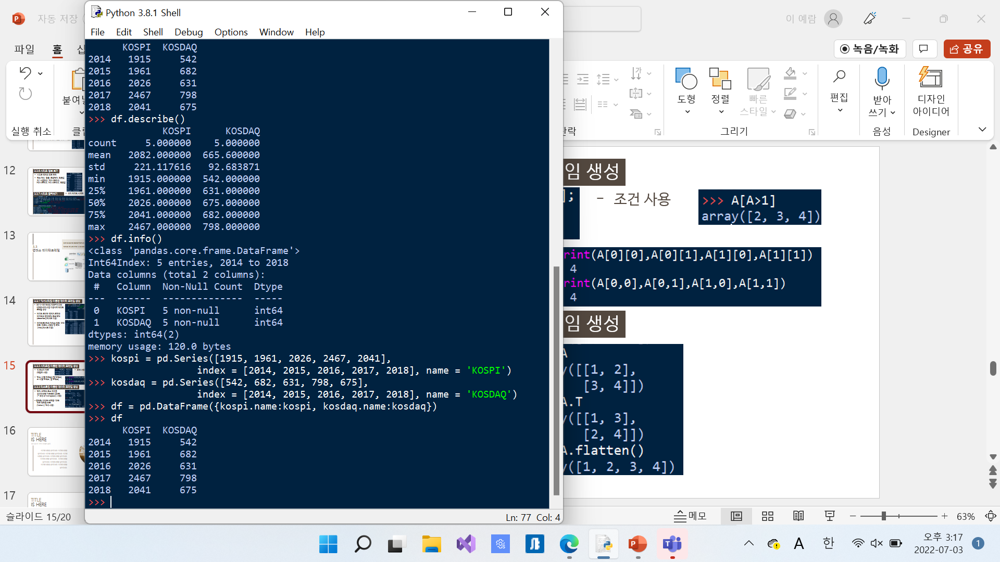 Python 3.8.1 Shell
File Edit Shell Debug Options Window Help
KOSPI KOSDAQ
2014 1915 542
2015 1961 682
2016 2026 631
2017 2467 798
2018 2041 675
>>> df.describe()
KOSPI KOSDAQ
count 5.000000 5.000000
mean 2082.000000 665.600000
std 221.117616 92.683871
min 1915.000000 542.000000
25% 1961.000000 631.000000
50% 2026.000000 675.000000
75% 2041.000000 682.000000
max 2467.000000 798.000000
>>> df.info()
<class 'pandas.core.frame.DataFrame'>
Int64Index: 5 entries, 2014 to 2018
Data columns (total 2 columns):
# Column Non-Null Count Dtype
--- ------ -------------- -----
0 KOSPI 5 non-null int64
1 KOSDAQ 5 non-null int64
dtypes: int64(2)
memory usage: 120.0 bytes
>>> kospi = pd.Series([1915, 1961, 2026, 2467, 2041],
index = [2014, 2015, 2016, 2017, 2018], name = 'KOSPI')
>>> kosdaq = pd.Series([542, 682, 631, 798, 675],
index = [2014, 2015, 2016, 2017, 2018], name = 'KOSDAQ')
>>> df = pd.DataFrame({kospi.name:kospi, kosdaq.name:kosdaq})
>>> df
KOSPI KOSDAQ
2014 1915 542
2015 1961 682
2016 2026 631
2017 2467 798
2018 2041 675
>>>
Ln: 77 Col: 4
자동 저장
이 예람
파일 홈 삽
녹음/녹화
공유
붙여넣
실행 취소
클립
단락
도형
정렬
빠른
스타일
그리기
편집
받아
쓰기
음성
디자인
아이디어
Designer
12
13
14
15
16
TITLE
IS HERE
17
TITLE
IS HERE
임 생성
];
- 조건 사용
>>> A[A>1]
array([2, 3, 4])
rint(A[0][0],A[0][1],A[1][0],A[1][1])
4
rint(A[0,0],A[0,1],A[1,0],A[1,1])
4
임 생성
A
y([[1, 2],
[3, 4]])
A.T
y([[1, 3],
[2, 4]])
A.flatten()
y([1, 2, 3, 4])
슬라이드 15/20
메모
63%
A 한
오후 3:17
2022-07-03
1